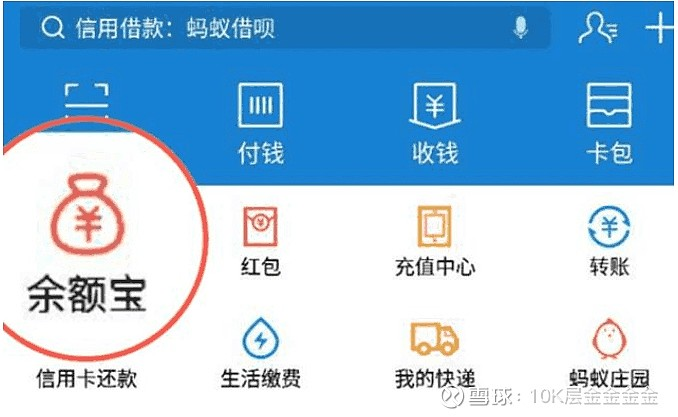 信用借款：蚂蚁借呗
付钱
收钱
卡包
余额宝
红包
充值中心
转账
信用卡还款
生活缴费
我的快递
蚂蚁庄园
雪球：10K层金金金金